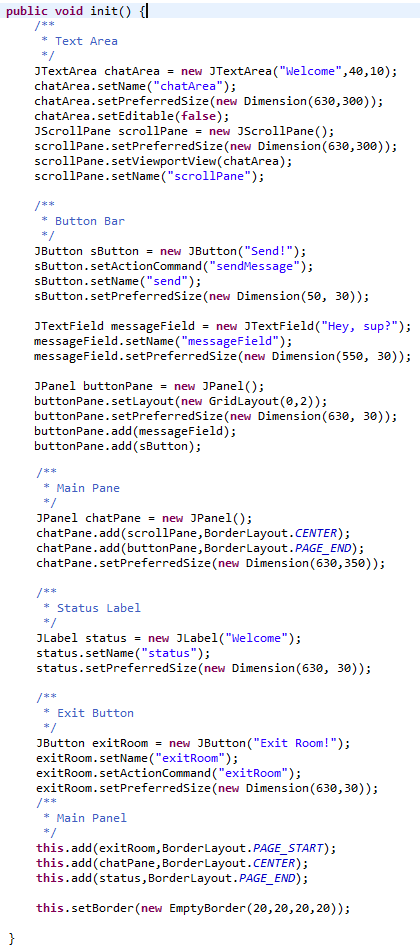 public void init() {
/**
* Text Area
*/
JTextArea chatArea = new JTextArea("Welcome",40,10);
chatArea.setName("chatArea");
chatArea.setPreferredSize(new Dimension(630,300));
chatArea.setEditable(false);
JScrollPane scrollPane = new JScrollPane();
scrollPane.setPreferredSize(new Dimension(630,300));
scrollPane.setViewportView(chatArea);
scrollPane.setName("scrollPane");
/**
* Button Bar
*/
JButton sButton = new JButton("Send!");
sButton.setActionCommand("sendMessage");
sButton.setName("send");
sButton.setPreferredSize(new Dimension(50, 30));
JTextField messageField = new JTextField("Hey, sup?");
messageField.setName("messageField");
messageField.setPreferredSize(new Dimension(550, 30));
JPanel buttonPane = new JPanel();
buttonPane.setLayout(new GridLayout(0,2));
buttonPane.setPreferredSize(new Dimension(630, 30));
buttonPane.add(messageField);
buttonPane.add(sButton);
/**
* Main Pane
*/
JPanel chatPane = new JPanel();
chatPane.add(scrollPane,BorderLayout.CENTER);
chatPane.add(buttonPane,BorderLayout.PAGE_END);
chatPane.setPreferredSize(new Dimension(630,350));
/**
* Status Label
*/
JLabel status = new JLabel("Welcome");
status.setName("status");
status.setPreferredSize(new Dimension(630, 30));
/**
* Exit Button
*/
JButton exitRoom = new JButton("Exit Room!");
exitRoom.setName("exitRoom");
exitRoom.setActionCommand("exitRoom");
exitRoom.setPreferredSize(new Dimension(630,30));
/**
* Main Panel
*/
this.add(exitRoom,BorderLayout.PAGE_START);
this.add(chatPane,BorderLayout.CENTER);
this.add(status,BorderLayout.PAGE_END);
this.setBorder(new EmptyBorder(20,20,20,20));
}